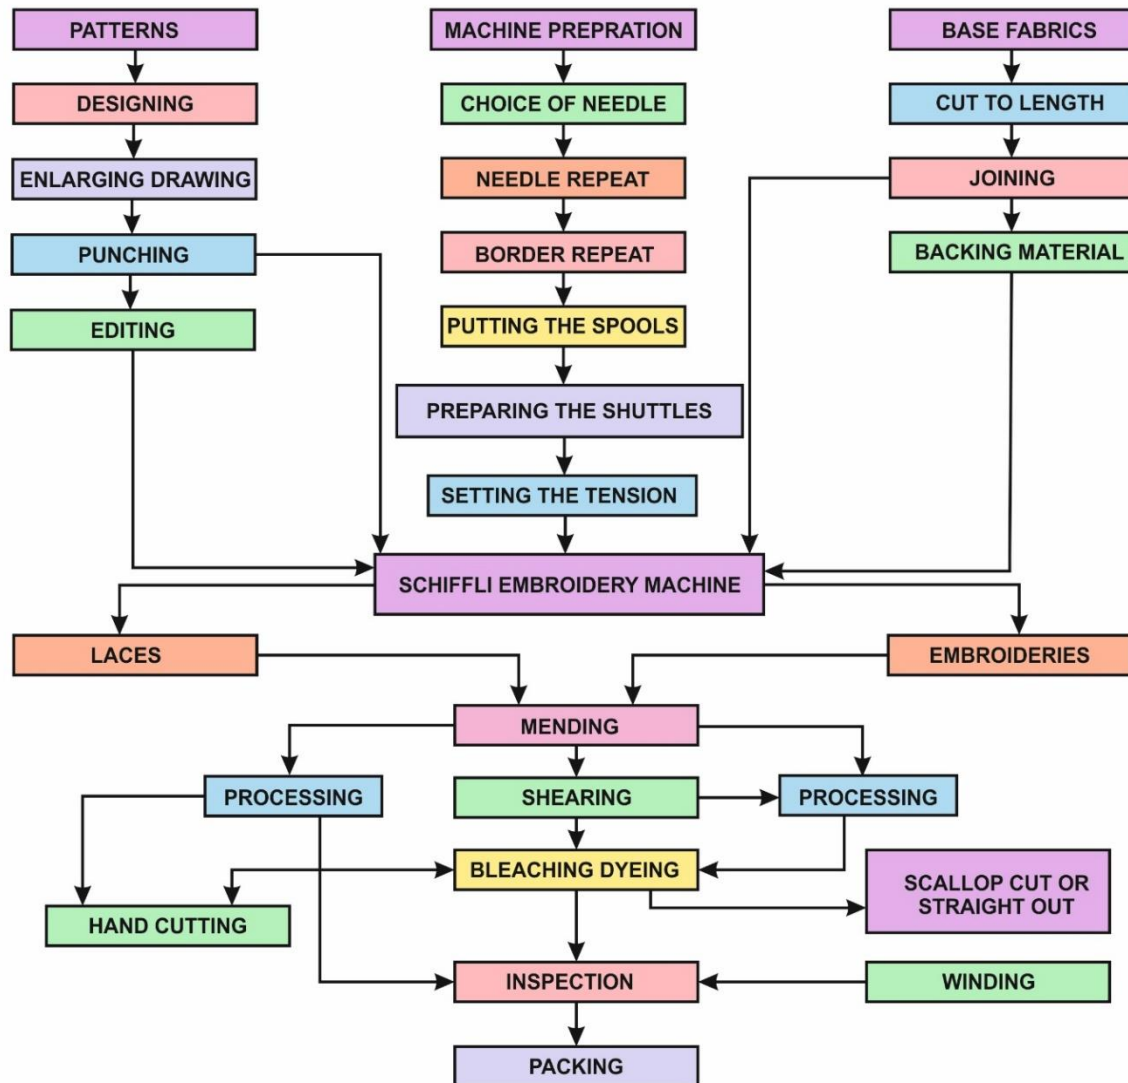 PATTERNS
MACHINE PREPRATION
BASE FABRICS
DESIGNING
CHOICE OF NEEDLE
CUT TO LENGTH
ENLARGING DRAWING
NEEDLE REPEAT
JOINING
PUNCHING
BORDER REPEAT
BACKING MATERIAL
EDITING
PUTTING THE SPOOLS
PREPARING THE SHUTTLES
SETTING THE TENSION
SCHIFFLI EMBROIDERY MACHINE
LACES
EMBROIDERIES
MENDING
PROCESSING
SHEARING
PROCESSING
BLEACHING DYEING
SCALLOP CUT OR
STRAIGHT OUT
HAND CUTTING
INSPECTION
WINDING
PACKING